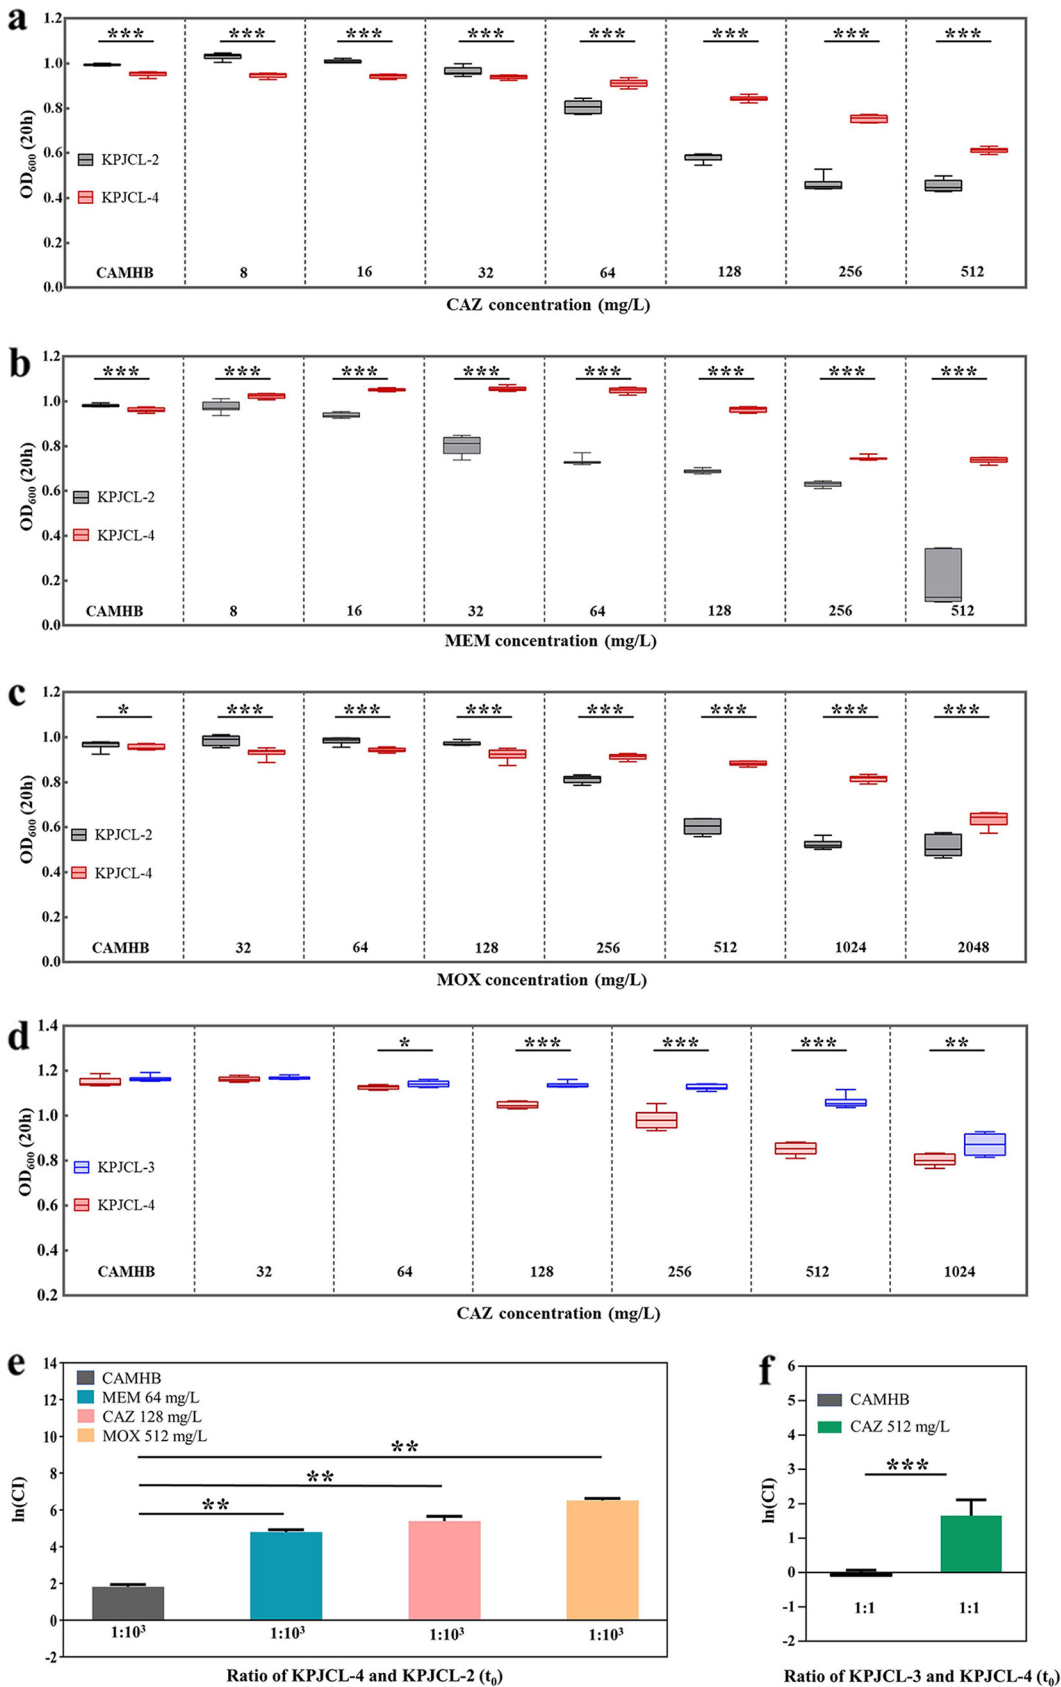 a
1.2
*** *** *** *** *** *** *** ***
1.0
0.8
0.6
0.4
0.2
0.0
OD600 (20h)
KPJCL-2
KPJCL-4
CAMHB 8 16 32 64 128 256 512
CAZ concentration (mg/L)
b
1.2
*** *** *** *** *** *** *** ***
1.0
0.8
0.6
0.4
0.2
0.0
OD600 (20h)
KPJCL-2
KPJCL-4
CAMHB 8 16 32 64 128 256 512
MEM concentration (mg/L)
c
1.2
* *** *** *** *** *** *** ***
1.0
0.8
0.6
0.4
0.2
0.0
OD600 (20h)
KPJCL-2
KPJCL-4
CAMHB 32 64 128 256 512 1024 2048
MOX concentration (mg/L)
d
1.4
* *** *** *** **
1.2
1.0
0.8
0.6
0.4
0.2
OD600 (20h)
KPJCL-3
KPJCL-4
CAMHB 32 64 128 256 512 1024
CAZ concentration (mg/L)
e
14
12
10
8
6
4
2
0
-2
ln(CI)
CAMHB
MEM 64 mg/L
CAZ 128 mg/L
MOX 512 mg/L
**
**
**
1:10³ 1:10³ 1:10³ 1:10³
Ratio of KPJCL-4 and KPJCL-2 (t0)
f
6
5
4
3
2
1
0
-1
-2
ln(CI)
CAMHB
CAZ 512 mg/L
***
1:1 1:1
Ratio of KPJCL-3 and KPJCL-4 (t0)